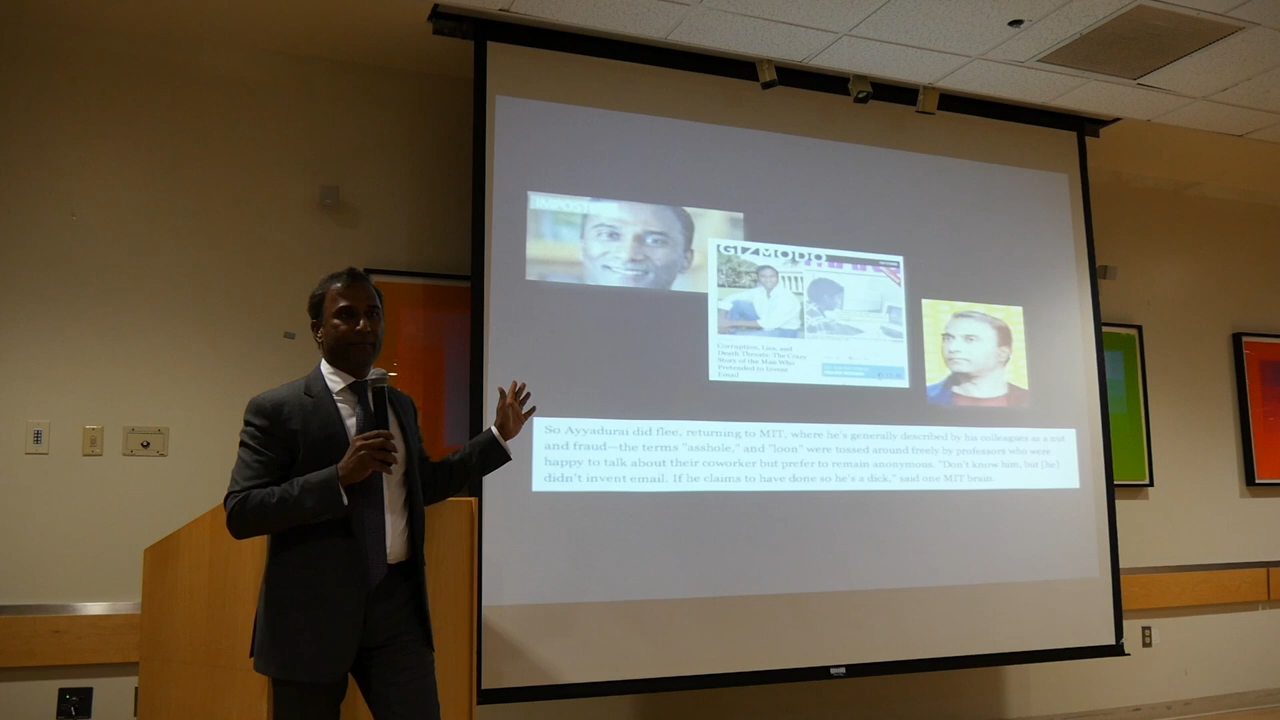 IMPOSTER
GIZMODO
Corruption, Lies, and
Death Threats: The Crazy
Story of the Man Who
Pretended to Invent
Email
So Ayyadurai did flee, returning to MIT, where he's generally described by his colleagues as a nut
and fraud—the terms "asshole," and "loon" were tossed around freely by professors who were
happy to talk about their coworker but prefer to remain anonymous. "Don't know him, but [he]
didn't invent email. If he claims to have done so he's a dick," said one MIT brain.